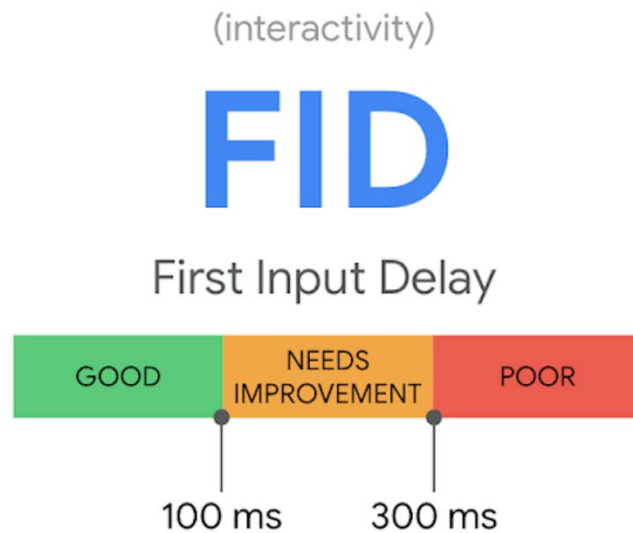 (interactivity)
FID
First Input Delay
GOOD
NEEDS
IMPROVEMENT
POOR
100 ms
300 ms